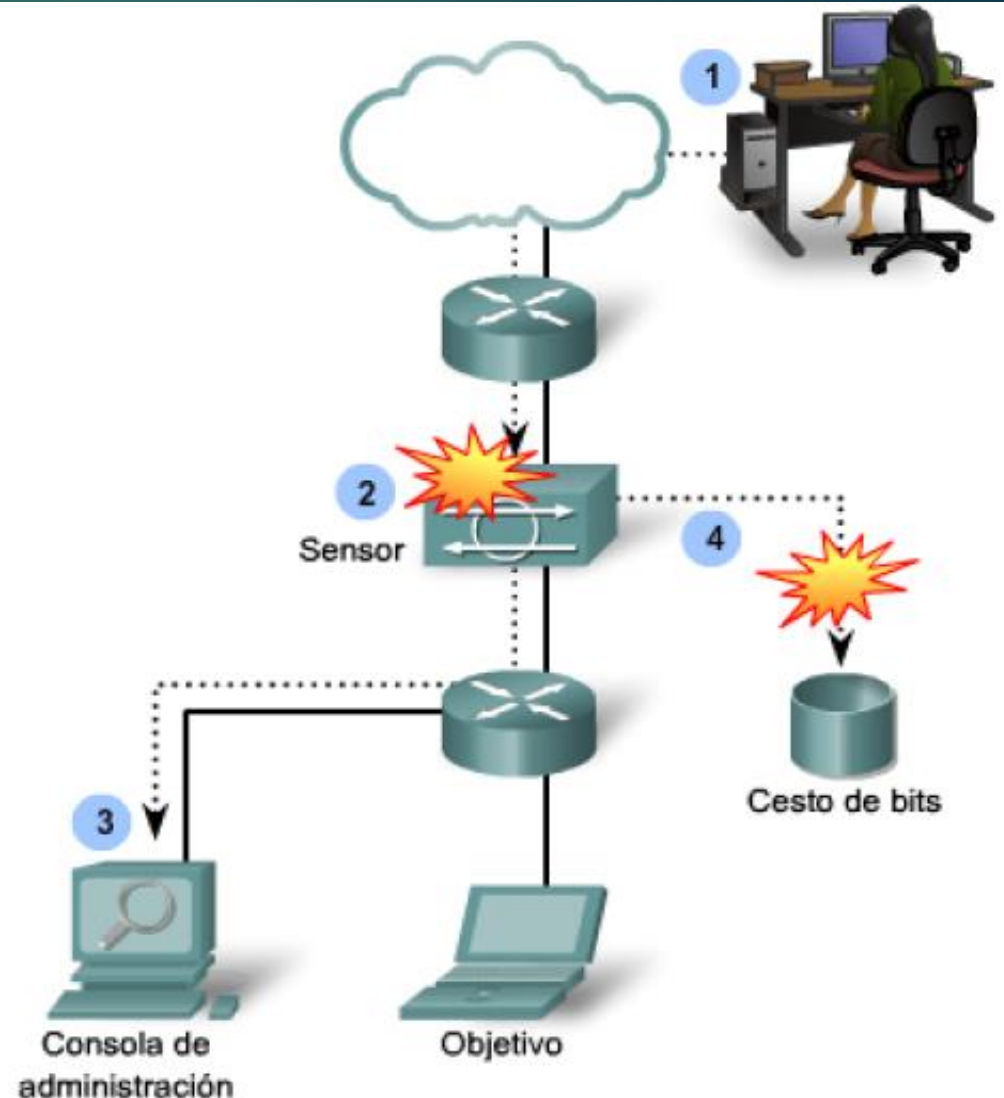 1
2
Sensor
4
Cesto de bits
3
Consola de
administración
Objetivo